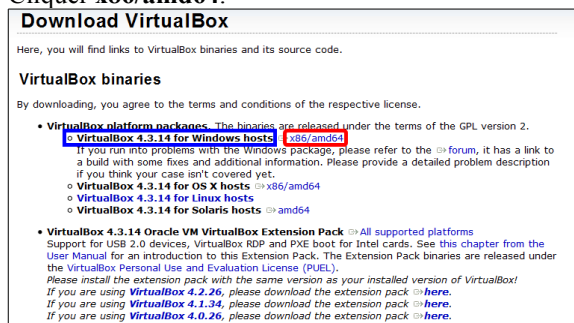 Cliquer x86/amd64.
Download VirtualBox
Here, you will find links to VirtualBox binaries and its source code.
VirtualBox binaries
By downloading, you agree to the terms and conditions of the respective license.
• VirtualBox platform packages. The binaries are released under the terms of the GPL version 2.
VirtualBox 4.3.14 for Windows hosts x86/amd64
If you run into problems with the Windows package, please refer to the forum, it has a link to
a build with some fixes and additional information. Please provide a detailed problem description
if you think your case isn't covered yet.
VirtualBox 4.3.14 for OS X hosts x86/amd64
VirtualBox 4.3.14 for Linux hosts
VirtualBox 4.3.14 for Solaris hosts amd64
• VirtualBox 4.3.14 Oracle VM VirtualBox Extension Pack All supported platforms
Support for USB 2.0 devices, VirtualBox RDP and PXE boot for Intel cards. See this chapter from the
User Manual for an introduction to this Extension Pack. The Extension Pack binaries are released under
the VirtualBox Personal Use and Evaluation License (PUEL).
Please install the extension pack with the same version as your installed version of VirtualBox!
If you are using VirtualBox 4.2.26, please download the extension pack here.
If you are using VirtualBox 4.1.34, please download the extension pack here.
If you are using VirtualBox 4.0.26, please download the extension pack here.